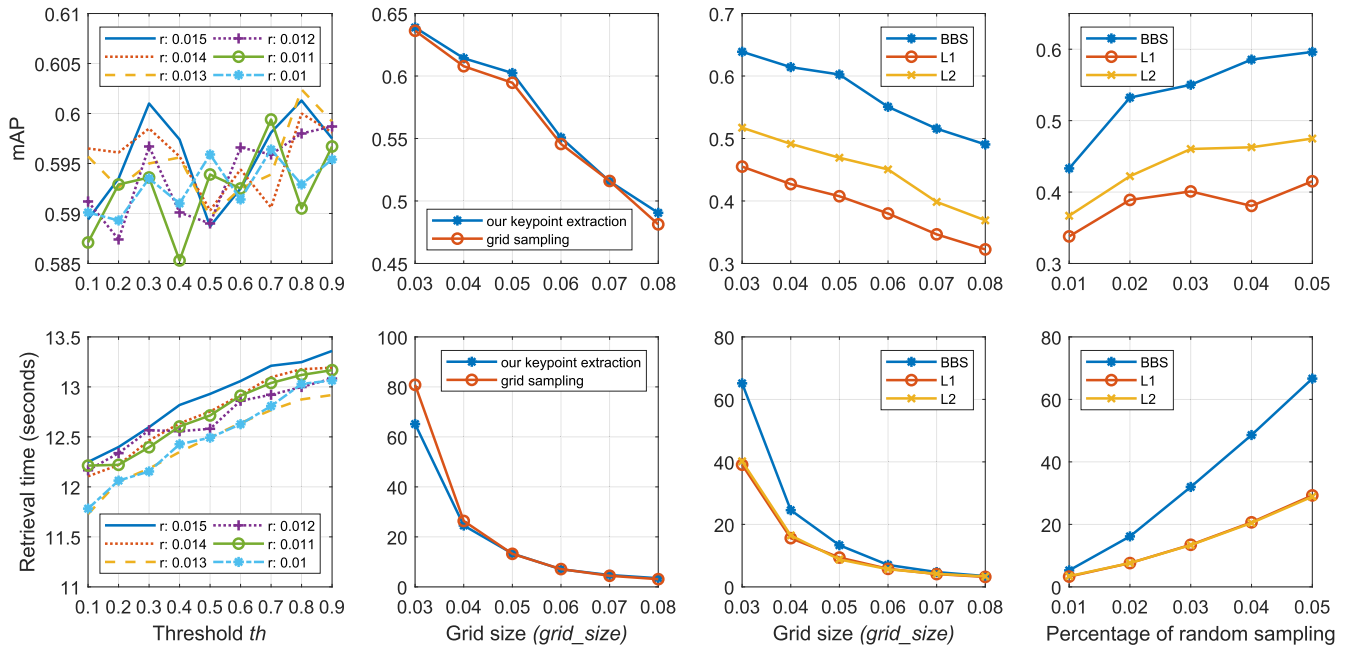 0.61
0.605
0.6
0.595
0.59
0.585
mAP
r: 0.015
r: 0.014
r: 0.013
r: 0.012
r: 0.011
r: 0.01
0.1 0.2 0.3 0.4 0.5 0.6 0.7 0.8 0.9
0.65
0.6
0.55
0.5
0.45
our keypoint extraction
grid sampling
0.03 0.04 0.05 0.06 0.07 0.08
0.7
0.6
0.5
0.4
0.3
BBS
L1
L2
0.03 0.04 0.05 0.06 0.07 0.08
0.6
0.5
0.4
0.3
BBS
L1
L2
0.01 0.02 0.03 0.04 0.05
13.5
13
12.5
12
11.5
11
Retrieval time (seconds)
r: 0.015
r: 0.014
r: 0.013
r: 0.012
r: 0.011
r: 0.01
0.1 0.2 0.3 0.4 0.5 0.6 0.7 0.8 0.9
Threshold th
100
80
60
40
20
0
our keypoint extraction
grid sampling
0.03 0.04 0.05 0.06 0.07 0.08
Grid size (grid_size)
80
60
40
20
0
BBS
L1
L2
0.03 0.04 0.05 0.06 0.07 0.08
Grid size (grid_size)
80
60
40
20
0
BBS
L1
L2
0.01 0.02 0.03 0.04 0.05
Percentage of random sampling